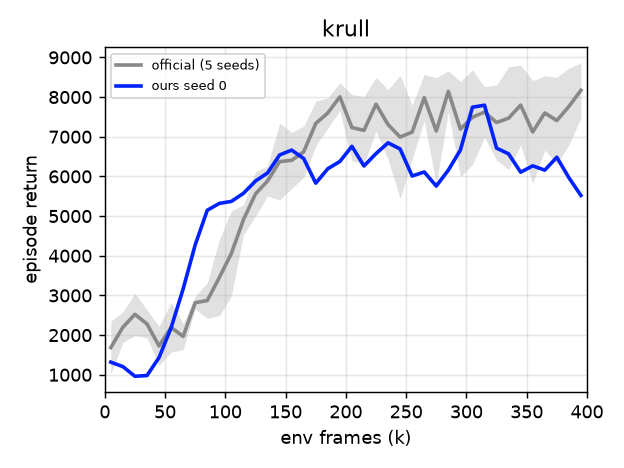 krull
official (5 seeds)
ours seed 0
episode return
9000
8000
7000
6000
5000
4000
3000
2000
1000
0 50 100 150 200 250 300 350 400
env frames (k)